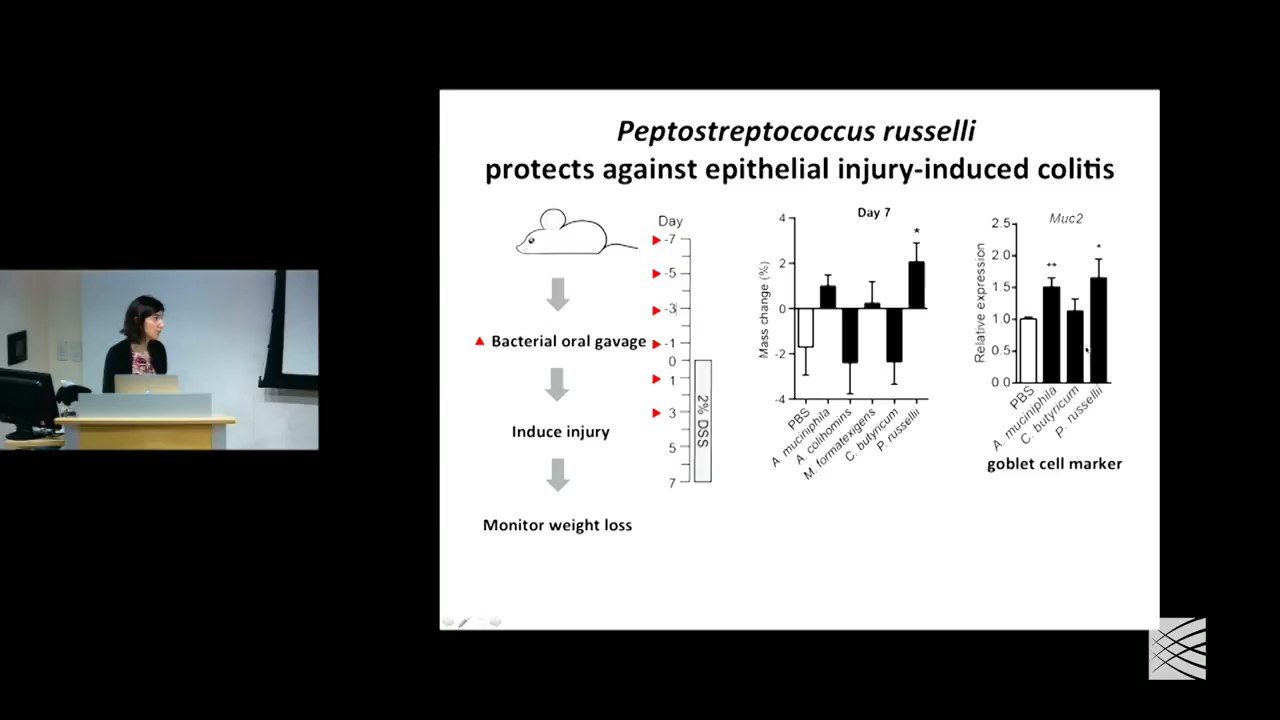 Peptostreptococcus russelli
protects against epithelial injury-induced colitis
Day
-7
-5
-3
-1
0
1
3
5
7
2% DSS
Bacterial oral gavage
Induce injury
Monitor weight loss
Day 7
Mass change (%)
4
2
0
-2
-4
*
PBS
A. muciniphila
A. colihomins
M. formatexigens
C. butyricum
P. russellii
Muc2
Relative expression
2.5
2.0
1.5
1.0
0.5
0.0
**
*
PBS
A. muciniphila
C. butyricum
P. russellii
goblet cell marker